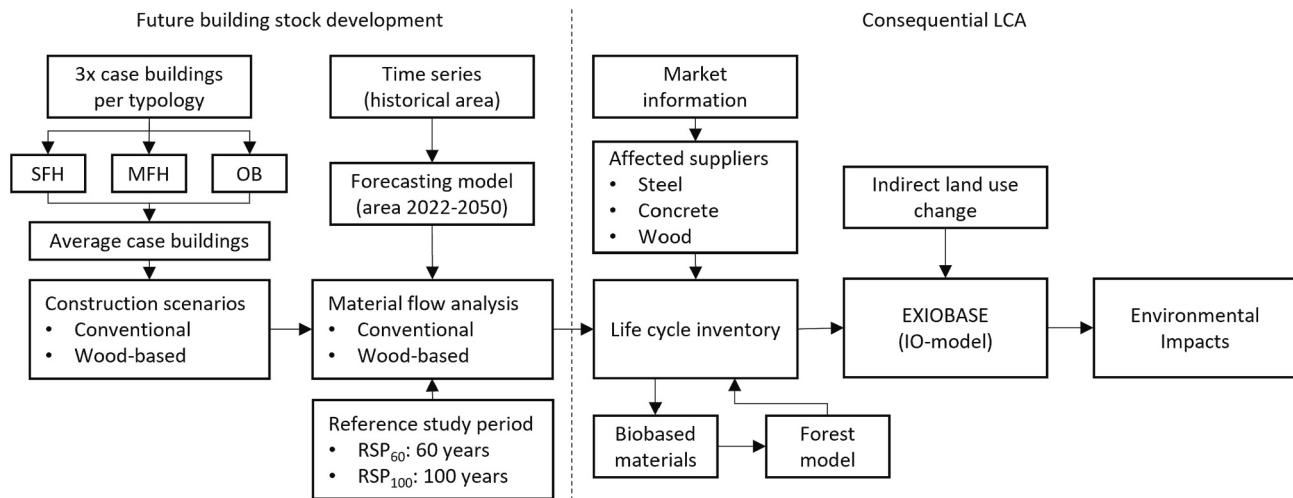 Future building stock development
Consequential LCA
3x case buildings
per typology
SFH
MFH
OB
Average case buildings
Construction scenarios
• Conventional
• Wood-based
Time series
(historical area)
Forecasting model
(area 2022-2050)
Material flow analysis
• Conventional
• Wood-based
Reference study period
• RSP₆₀: 60 years
• RSP₁₀₀: 100 years
Market
information
Affected suppliers
• Steel
• Concrete
• Wood
Life cycle inventory
Biobased
materials
Forest
model
Indirect land use
change
EXIOBASE
(IO-model)
Environmental
Impacts